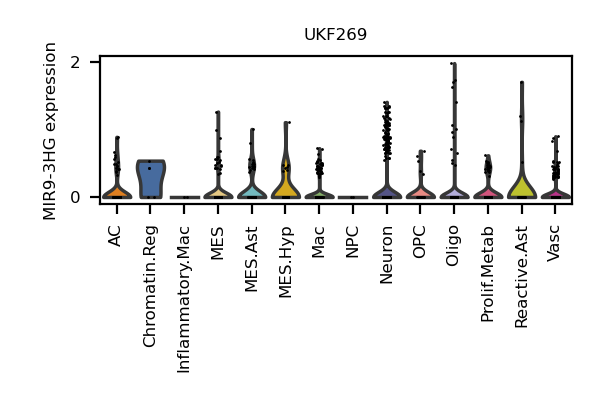 UKF269
MIR9-3HG expression
2
0
AC
Chromatin.Reg
Inflammatory.Mac
MES
MES.Ast
MES.Hyp
Mac
NPC
Neuron
OPC
Oligo
Prolif.Metab
Reactive.Ast
Vasc